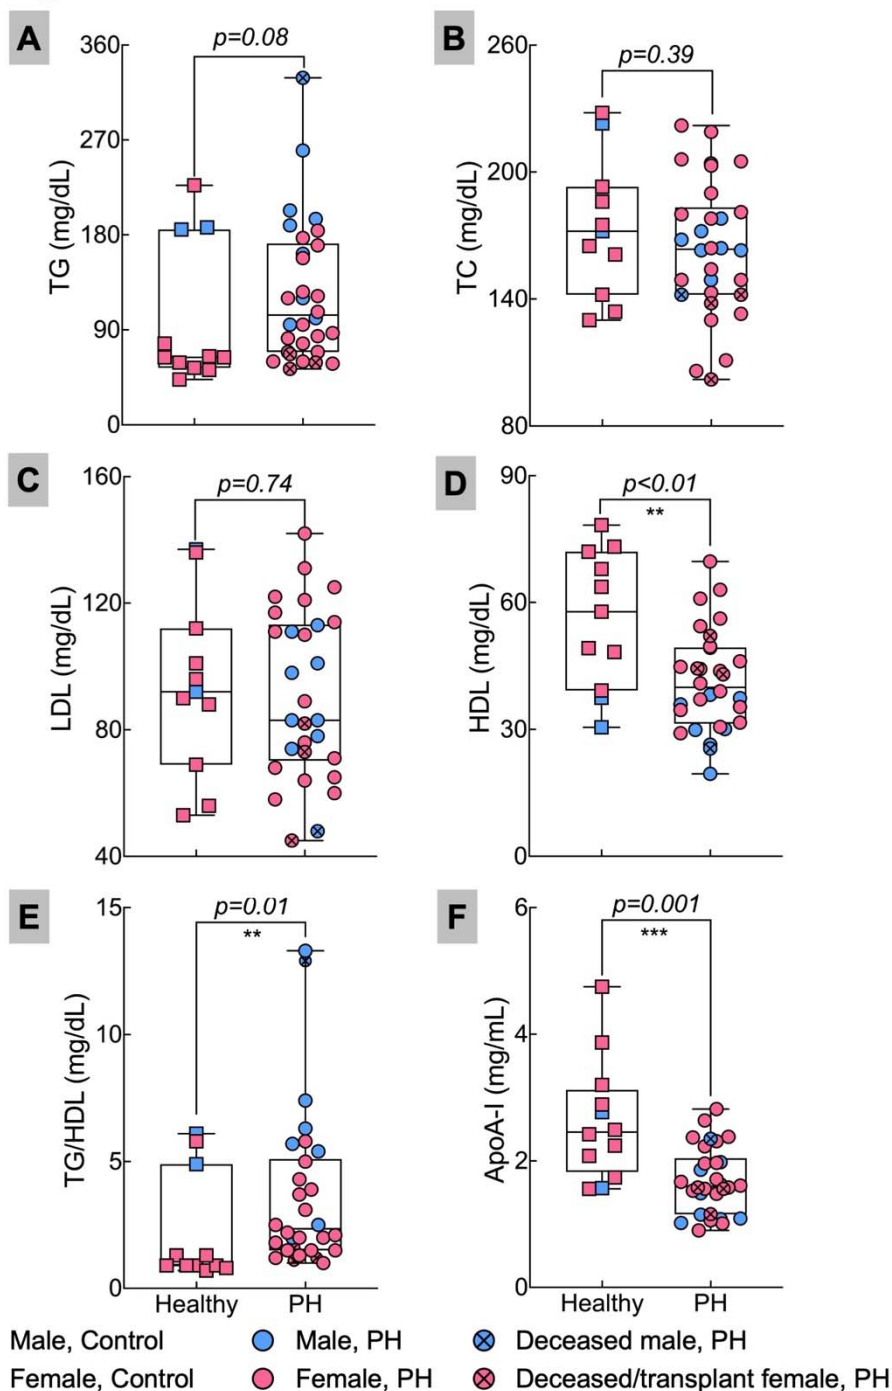 A
B
360
270
180
90
0
TG (mg/dL)
p=0.08
260
200
140
80
TC (mg/dL)
p=0.39
C
D
160
120
80
40
LDL (mg/dL)
p=0.74
90
60
30
0
HDL (mg/dL)
p<0.01
**
E
F
15
10
5
0
TG/HDL (mg/dL)
p=0.01
**
Healthy PH
6
4
2
0
ApoA-I (mg/mL)
p=0.001
***
Healthy PH
Male, Control Male, PH Deceased male, PH
Female, Control Female, PH Deceased/transplant female, PH